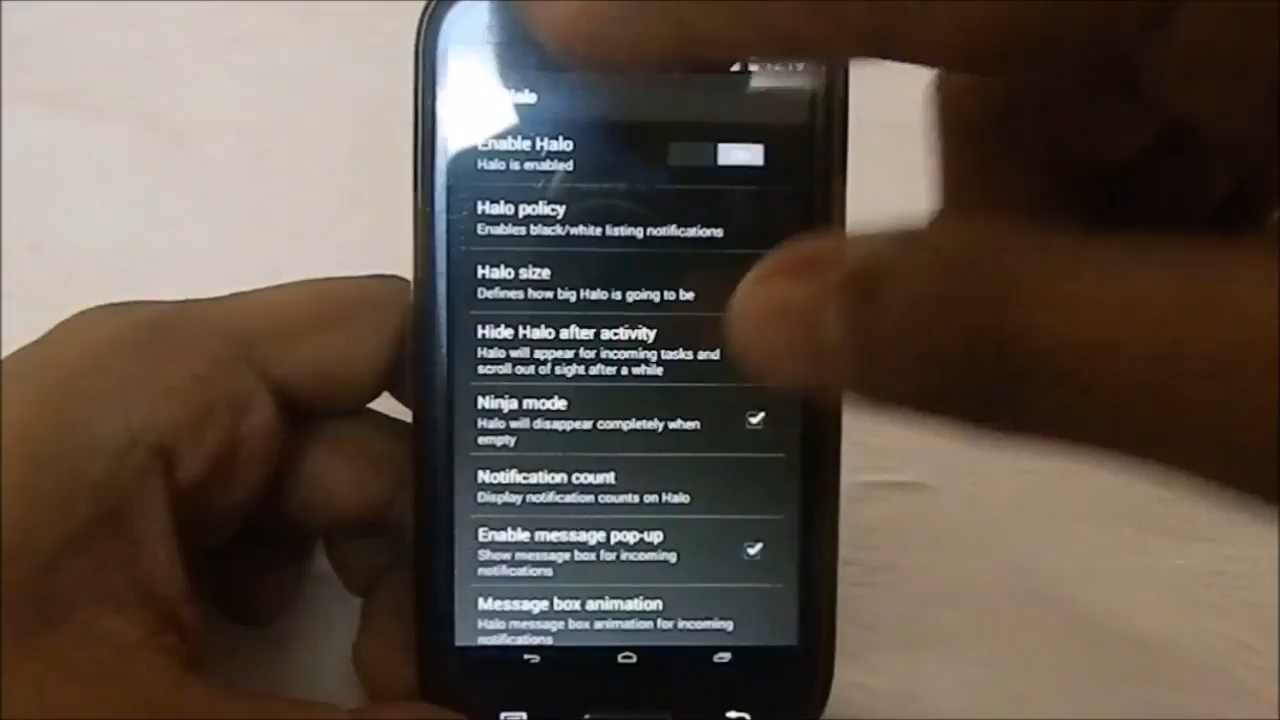 12:19
Halo
Enable Halo
Halo is enabled
ON
Halo policy
Enables black/white listing notifications
Halo size
Defines how big Halo is going to be
Hide Halo after activity
Halo will appear for incoming tasks and
scroll out of sight after a while
Ninja mode
Halo will disappear completely when
empty
Notification count
Display notification counts on Halo
Enable message pop-up
Show message box for incoming
notifications
Message box animation
Halo message box animation for incoming
notifications